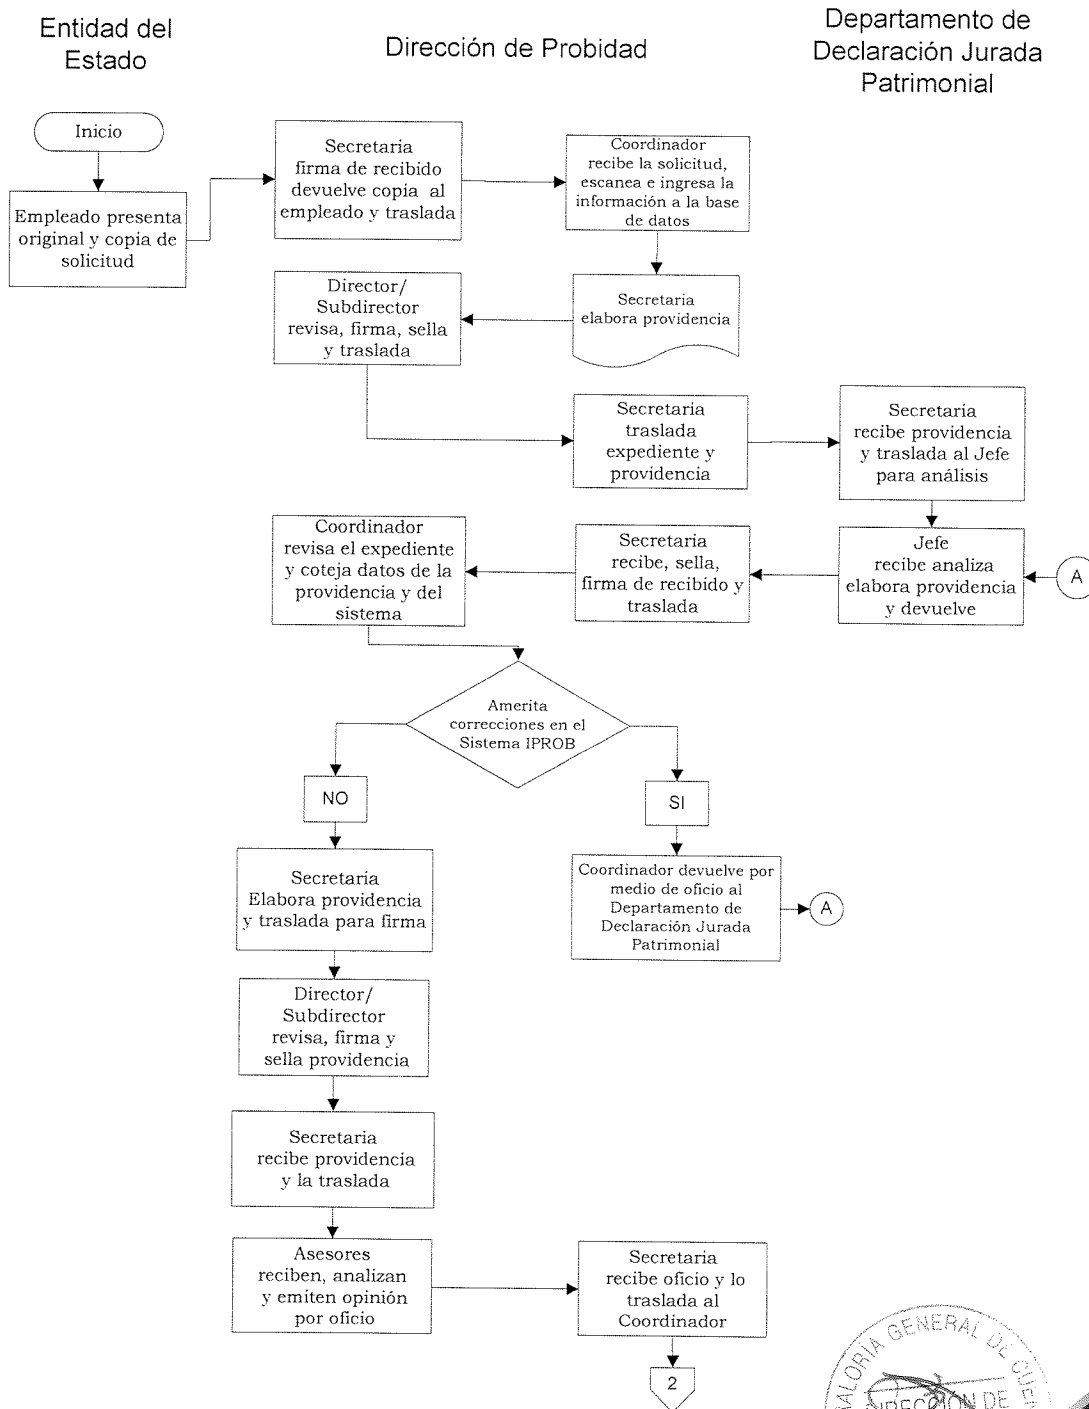 Entidad del
Estado
Dirección de Probidad
Departamento de
Declaración Jurada
Patrimonial
Inicio
Empleado presenta
original y copia de
solicitud
Secretaria
firma de recibido
devuelve copia al
empleado y traslada
Coordinador
recibe la solicitud,
escanea e ingresa la
información a la base
de datos
Secretaria
elabora providencia
Director/
Subdirector
revisa, firma, sella
y traslada
Secretaria
traslada
expediente y
providencia
Secretaria
recibe providencia
y traslada al Jefe
para análisis
Jefe
recibe analiza
elabora providencia
y devuelve
A
Secretaria
recibe, sella,
firma de recibido y
traslada
Coordinador
revisa el expediente
y coteja datos de la
providencia y del
sistema
Amerita
correcciones en el
Sistema IPROB
NO
SI
Secretaria
Elabora providencia
y traslada para firma
Coordinador devuelve por
medio de oficio al
Departamento de
Declaración Jurada
Patrimonial
A
Director/
Subdirector
revisa, firma y
sella providencia
Secretaria
recibe providencia
y la traslada
Asesores
reciben, analizan
y emiten opinión
por oficio
Secretaria
recibe oficio y lo
traslada al
Coordinador
2
GENERAL DE
DE